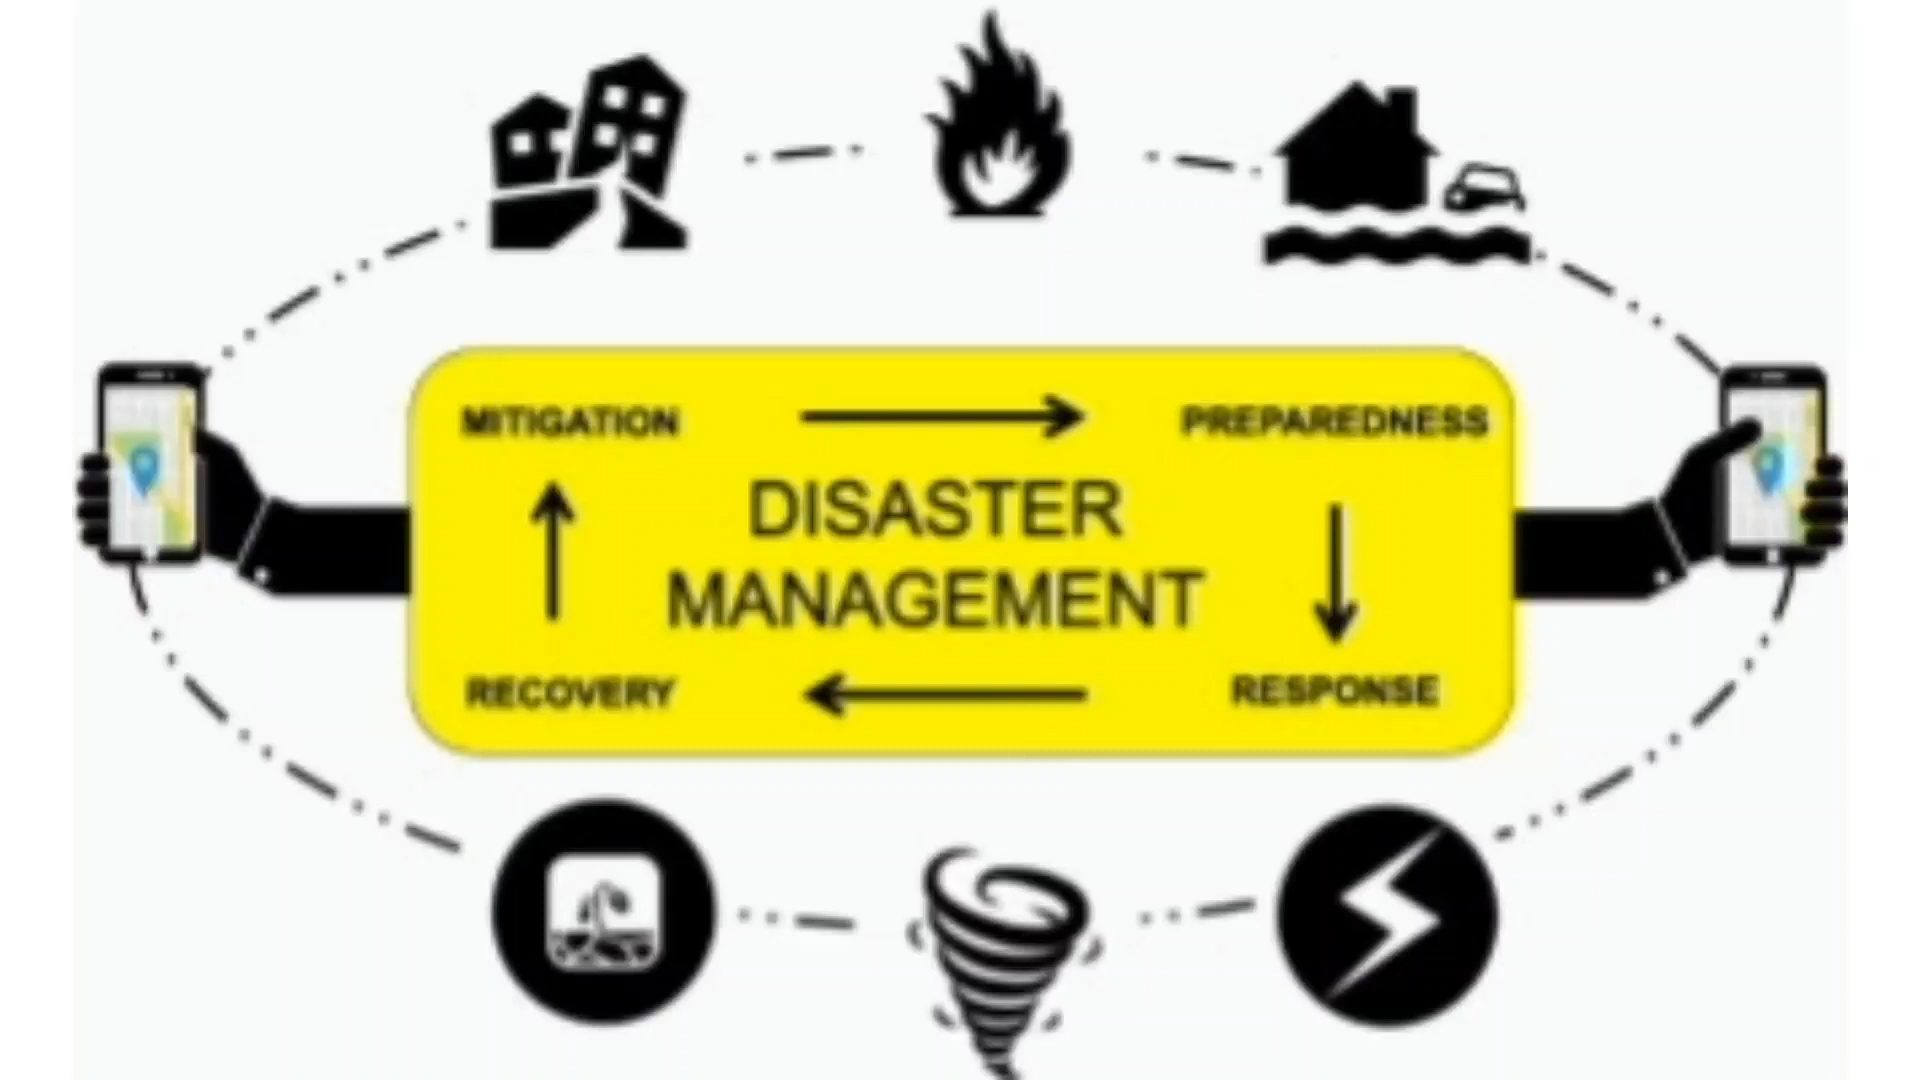 MITIGATION
PREPAREDNESS
DISASTER
MANAGEMENT
RECOVERY
RESPONSE